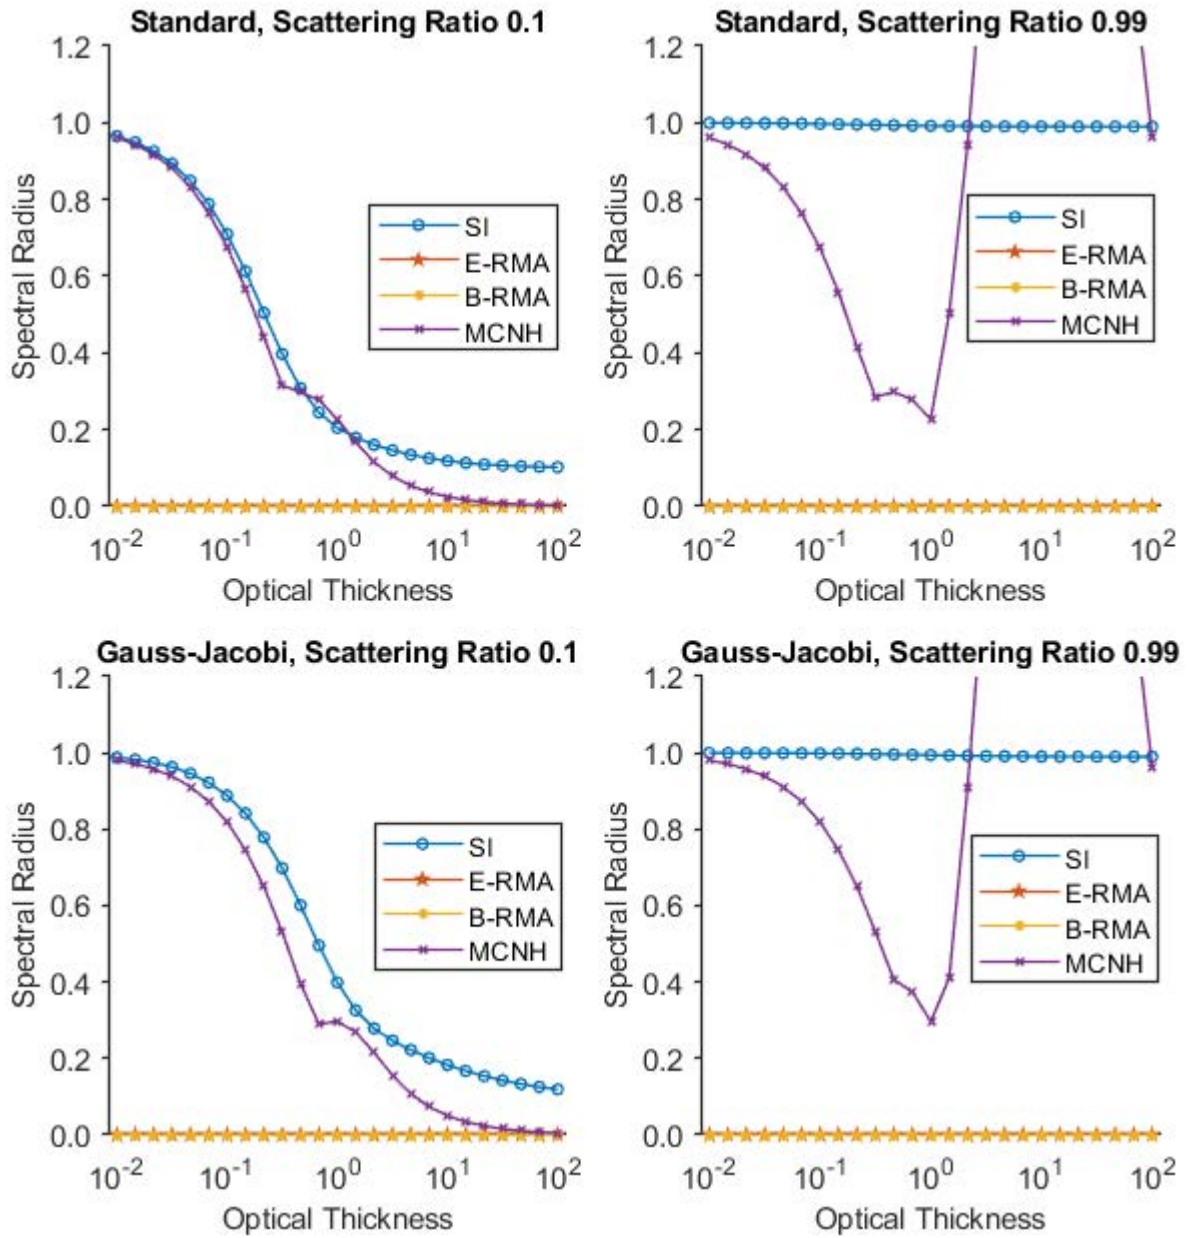 Standard, Scattering Ratio 0.1
1.2
1.0
0.8
0.6
0.4
0.2
0.0
Spectral Radius
SI
E-RMA
B-RMA
MCNH
10^-2
10^-1
10^0
10^1
10^2
Optical Thickness
Standard, Scattering Ratio 0.99
1.2
1.0
0.8
0.6
0.4
0.2
0.0
Spectral Radius
SI
E-RMA
B-RMA
MCNH
10^-2
10^-1
10^0
10^1
10^2
Optical Thickness
Gauss-Jacobi, Scattering Ratio 0.1
1.2
1.0
0.8
0.6
0.4
0.2
0.0
Spectral Radius
SI
E-RMA
B-RMA
MCNH
10^-2
10^-1
10^0
10^1
10^2
Optical Thickness
Gauss-Jacobi, Scattering Ratio 0.99
1.2
1.0
0.8
0.6
0.4
0.2
0.0
Spectral Radius
SI
E-RMA
B-RMA
MCNH
10^-2
10^-1
10^0
10^1
10^2
Optical Thickness